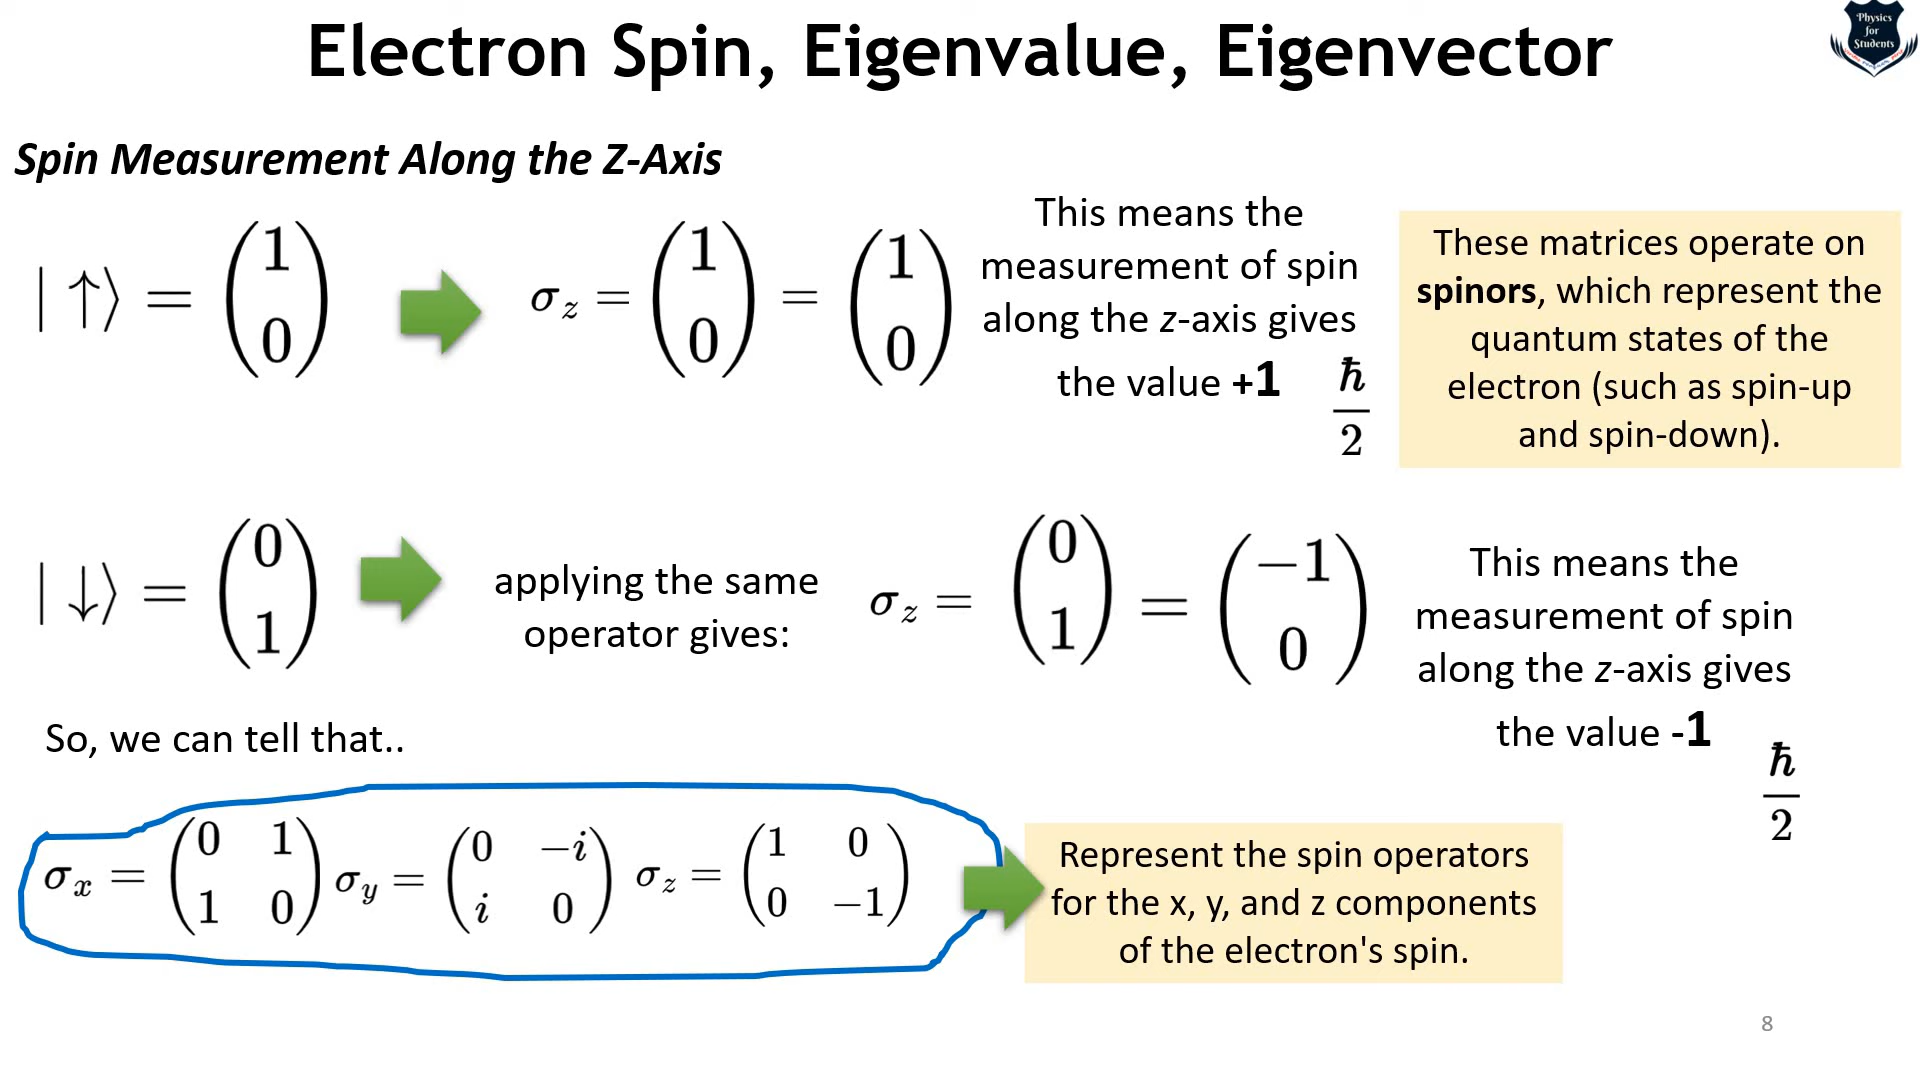 Electron Spin, Eigenvalue, Eigenvector
Physics
for
Students
Spin Measurement Along the Z-Axis
| ↑⟩ = (1 0)
σz = (1 0) = (1 0)
This means the
measurement of spin
along the z-axis gives
the value +1 ħ/2
These matrices operate on
spinors, which represent the
quantum states of the
electron (such as spin-up
and spin-down).
| ↓⟩ = (0 1)
applying the same
operator gives:
σz = (0 1) = (−1 0)
This means the
measurement of spin
along the z-axis gives
the value -1 ħ/2
So, we can tell that..
σx = (0 1 1 0) σy = (0 −i i 0) σz = (1 0 0 −1)
Represent the spin operators
for the x, y, and z components
of the electron's spin.
8